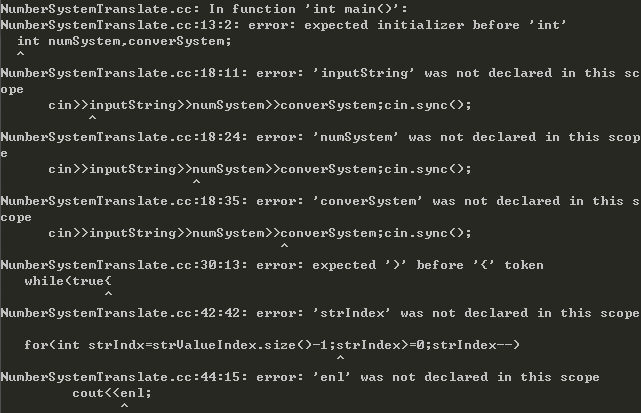 NumberSystemTranslate.cc: In function 'int main()':
NumberSystemTranslate.cc:13:2: error: expected initializer before 'int'
int numSystem,converSystem;
^
NumberSystemTranslate.cc:18:11: error: 'inputString' was not declared in this sc
ope
cin>>inputString>>numSystem>>converSystem;cin.sync();
^
NumberSystemTranslate.cc:18:24: error: 'numSystem' was not declared in this scop
e
cin>>inputString>>numSystem>>converSystem;cin.sync();
^
NumberSystemTranslate.cc:18:35: error: 'converSystem' was not declared in this s
cope
cin>>inputString>>numSystem>>converSystem;cin.sync();
^
NumberSystemTranslate.cc:30:13: error: expected ')' before '{' token
while(true{
^
NumberSystemTranslate.cc:42:42: error: 'strIndex' was not declared in this scope
for(int strIndx=strValueIndex.size()-1;strIndex>=0;strIndex--)
^
NumberSystemTranslate.cc:44:15: error: 'enl' was not declared in this scope
cout<<enl;
^